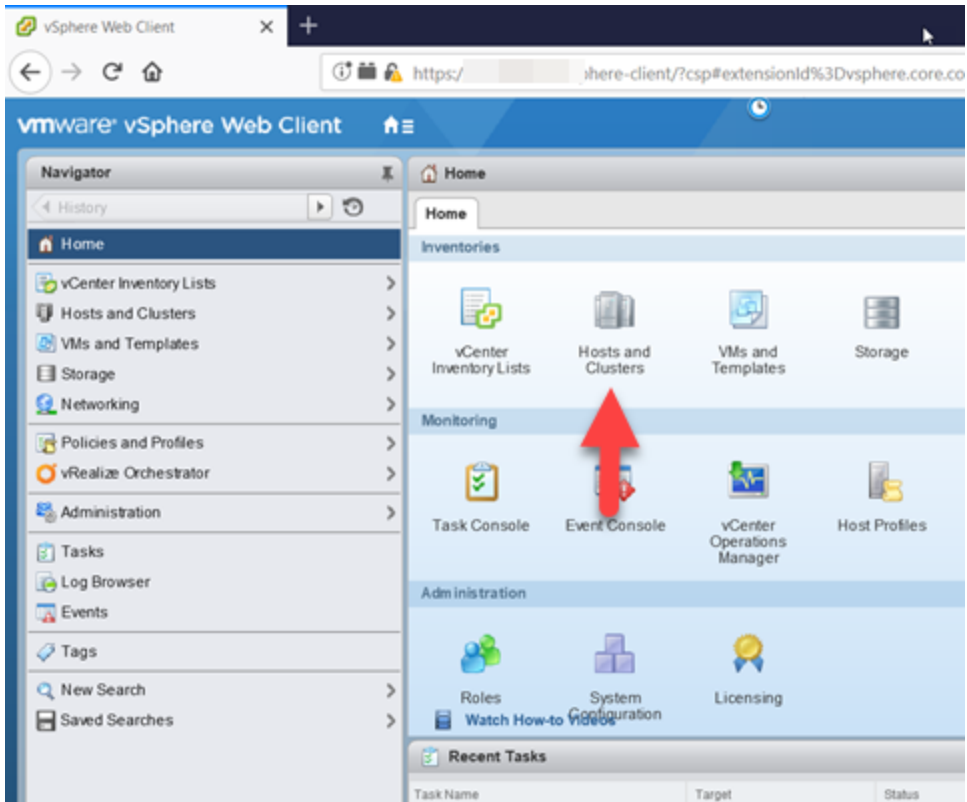 vSphere Web Client
https:/ here-client/?csp#extensionId%3Dvsphere.core.co
vmware® vSphere Web Client
Navigator
History
Home
vCenter Inventory Lists
Hosts and Clusters
VMs and Templates
Storage
Networking
Policies and Profiles
vRealize Orchestrator
Administration
Tasks
Log Browser
Events
Tags
New Search
Saved Searches
Home
Home
Inventories
vCenter
Inventory Lists
Hosts and
Clusters
VMs and
Templates
Storage
Monitoring
Task Console
Event Console
vCenter
Operations
Manager
Host Profiles
Administration
Roles
System
Configuration
Licensing
Watch How-to Videos
Recent Tasks
Task Name
Target
Status